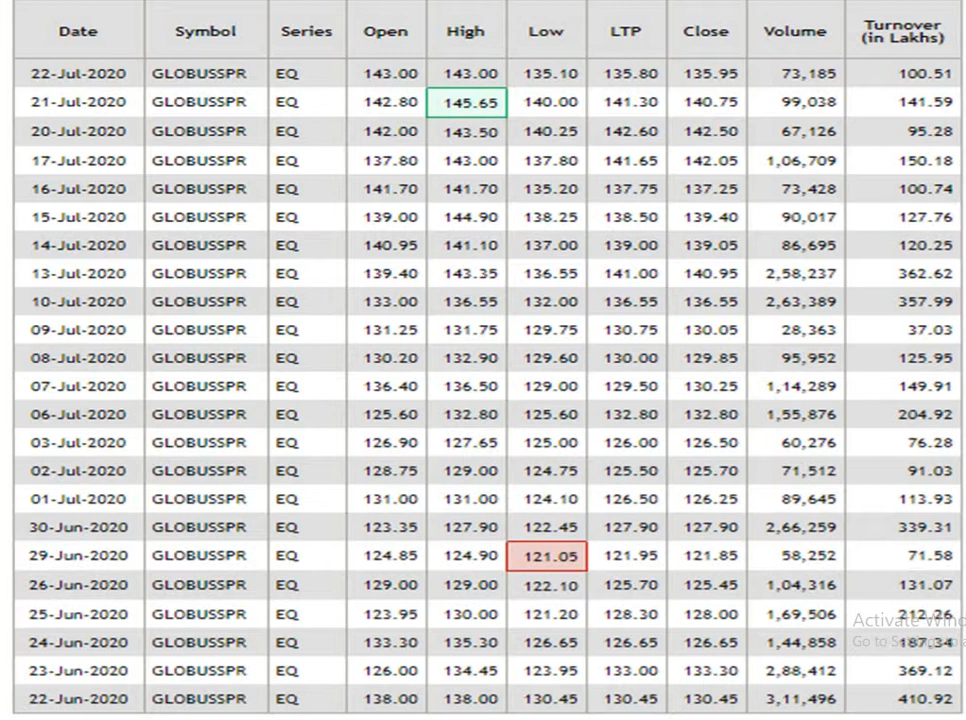 Date Symbol Series Open High Low LTP Close Volume Turnover (in Lakhs)
22-Jul-2020 GLOBUSSPR EQ 143.00 143.00 135.10 135.80 135.95 73,185 100.51
21-Jul-2020 GLOBUSSPR EQ 142.80 145.65 140.00 141.30 140.75 99,038 141.59
20-Jul-2020 GLOBUSSPR EQ 142.00 143.50 140.25 142.60 142.50 67,126 95.28
17-Jul-2020 GLOBUSSPR EQ 137.80 143.00 137.80 141.65 142.05 1,06,709 150.18
16-Jul-2020 GLOBUSSPR EQ 141.70 141.70 135.20 137.75 137.25 73,428 100.74
15-Jul-2020 GLOBUSSPR EQ 139.00 144.90 138.25 138.50 139.40 90,017 127.76
14-Jul-2020 GLOBUSSPR EQ 140.95 141.10 137.00 139.00 139.05 86,695 120.25
13-Jul-2020 GLOBUSSPR EQ 139.40 143.35 136.55 141.00 140.95 2,58,237 362.62
10-Jul-2020 GLOBUSSPR EQ 133.00 136.55 132.00 136.55 136.55 2,63,389 357.99
09-Jul-2020 GLOBUSSPR EQ 131.25 131.75 129.75 130.75 130.05 28,363 37.03
08-Jul-2020 GLOBUSSPR EQ 130.20 132.90 129.60 130.00 129.85 95,952 125.95
07-Jul-2020 GLOBUSSPR EQ 136.40 136.50 129.00 129.50 130.25 1,14,289 149.91
06-Jul-2020 GLOBUSSPR EQ 125.60 132.80 125.60 132.80 132.80 1,55,876 204.92
03-Jul-2020 GLOBUSSPR EQ 126.90 127.65 125.00 126.00 126.50 60,276 76.28
02-Jul-2020 GLOBUSSPR EQ 128.75 129.00 124.75 125.50 125.70 71,512 91.03
01-Jul-2020 GLOBUSSPR EQ 131.00 131.00 124.10 126.50 126.25 89,645 113.93
30-Jun-2020 GLOBUSSPR EQ 123.35 127.90 122.45 127.90 127.90 2,66,259 339.31
29-Jun-2020 GLOBUSSPR EQ 124.85 124.90 121.05 121.95 121.85 58,252 71.58
26-Jun-2020 GLOBUSSPR EQ 129.00 129.00 122.10 125.70 125.45 1,04,316 131.07
25-Jun-2020 GLOBUSSPR EQ 123.95 130.00 121.20 128.30 128.00 1,69,506 212.26
Activate Wind
24-Jun-2020 GLOBUSSPR EQ 133.30 135.30 126.65 126.65 126.65 1,44,858 187.34
Go to
23-Jun-2020 GLOBUSSPR EQ 126.00 134.45 123.95 133.00 133.30 2,88,412 369.12
22-Jun-2020 GLOBUSSPR EQ 138.00 138.00 130.45 130.45 130.45 3,11,496 410.92